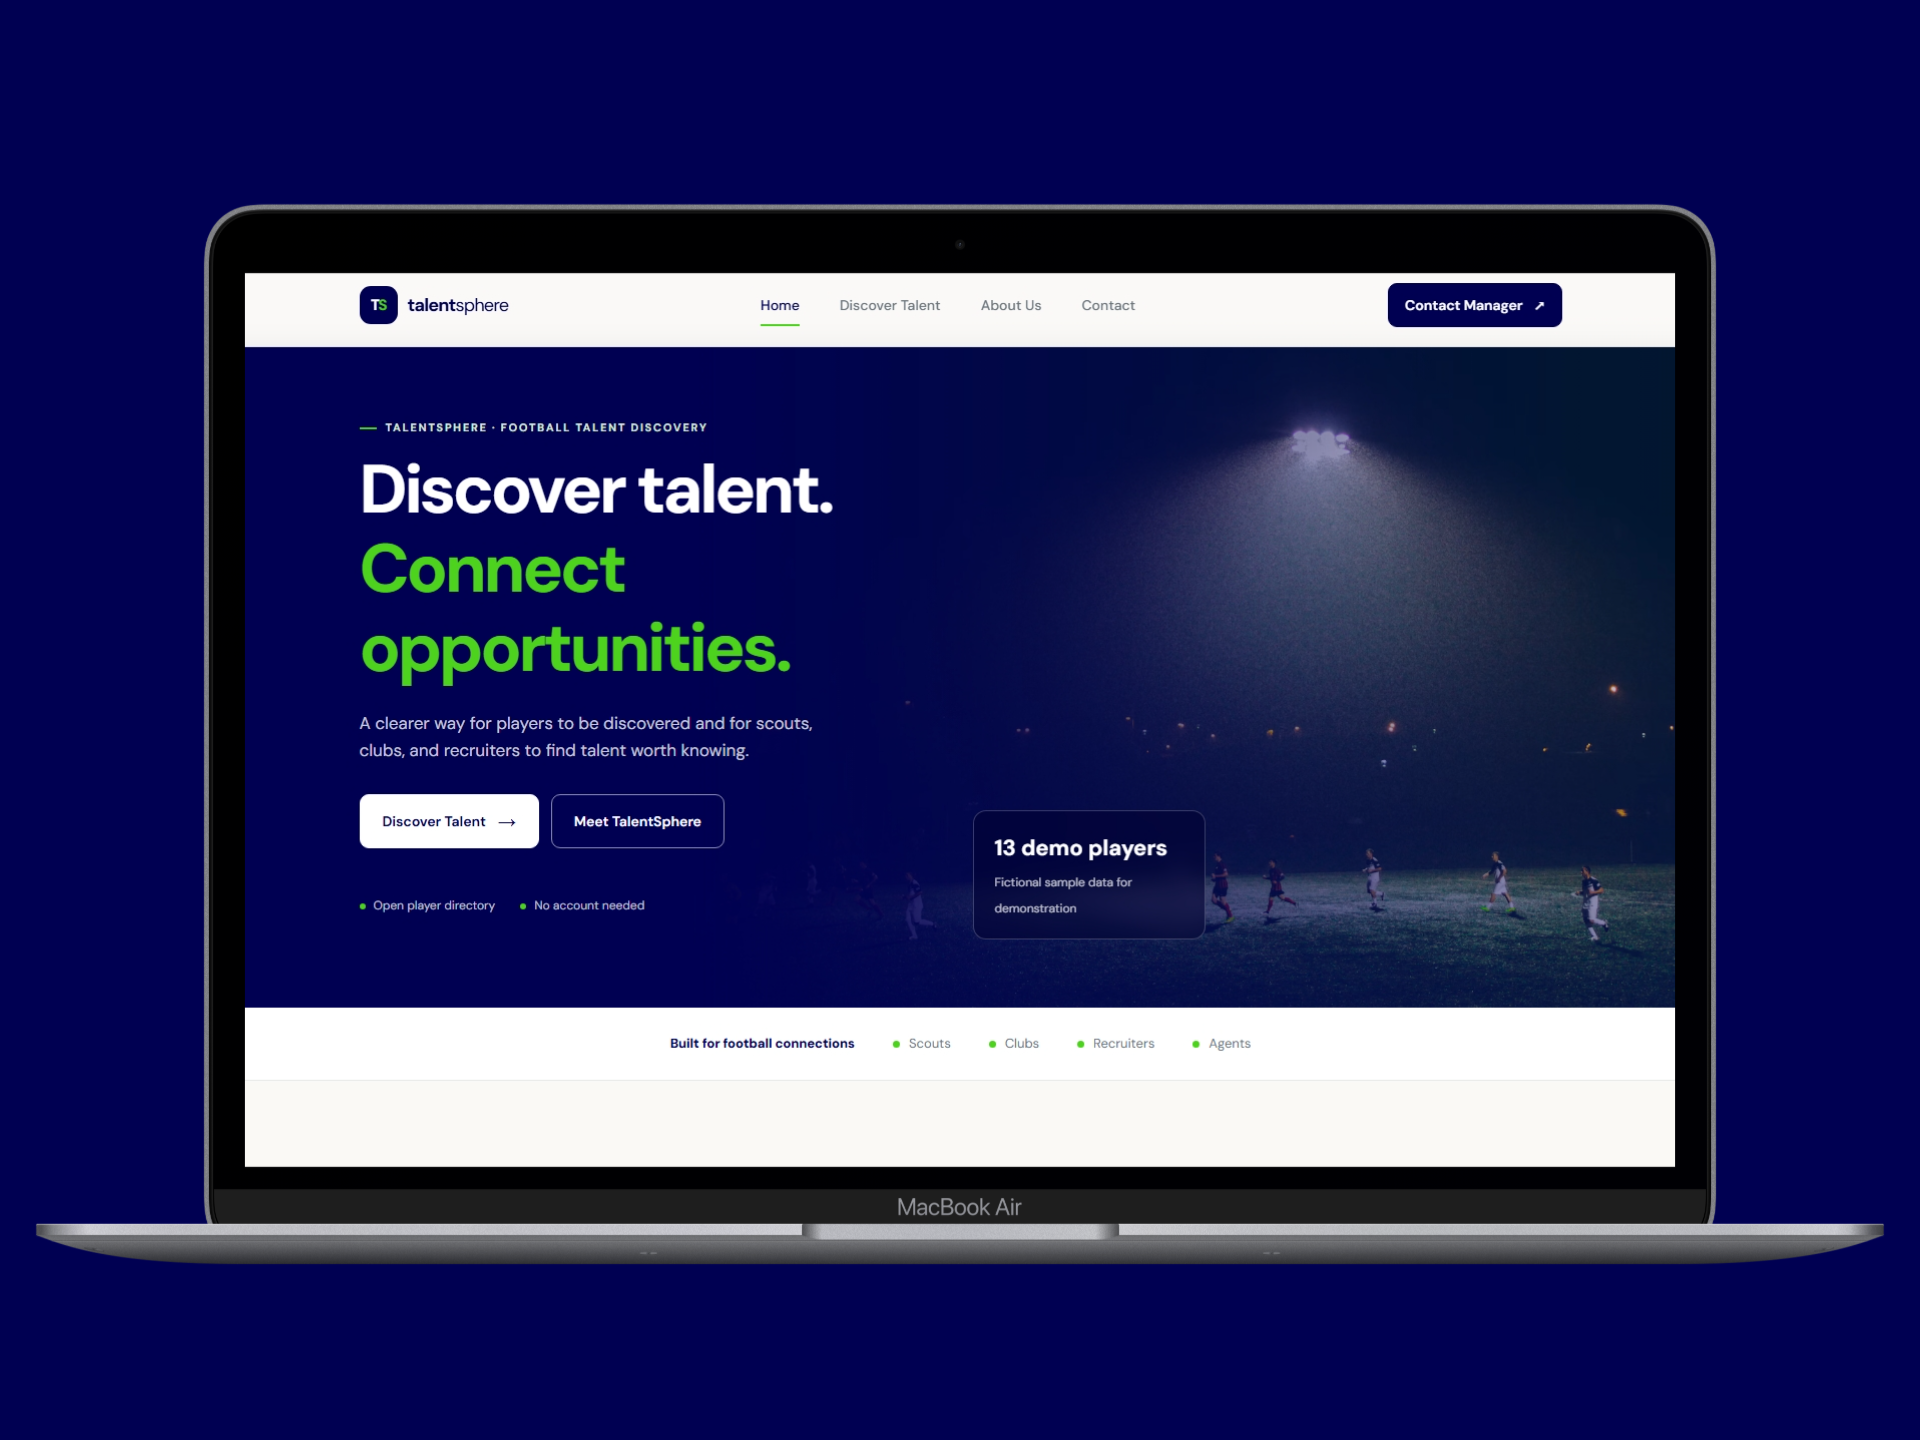 TS talentsphere
Home
Discover Talent
About Us
Contact
Contact Manager ↗
TALENTSPHERE · FOOTBALL TALENT DISCOVERY
Discover talent.
Connect
opportunities.
A clearer way for players to be discovered and for scouts,
clubs, and recruiters to find talent worth knowing.
Discover Talent →
Meet TalentSphere
Open player directory
No account needed
13 demo players
Fictional sample data for
demonstration
Built for football connections
Scouts
Clubs
Recruiters
Agents
MacBook Air